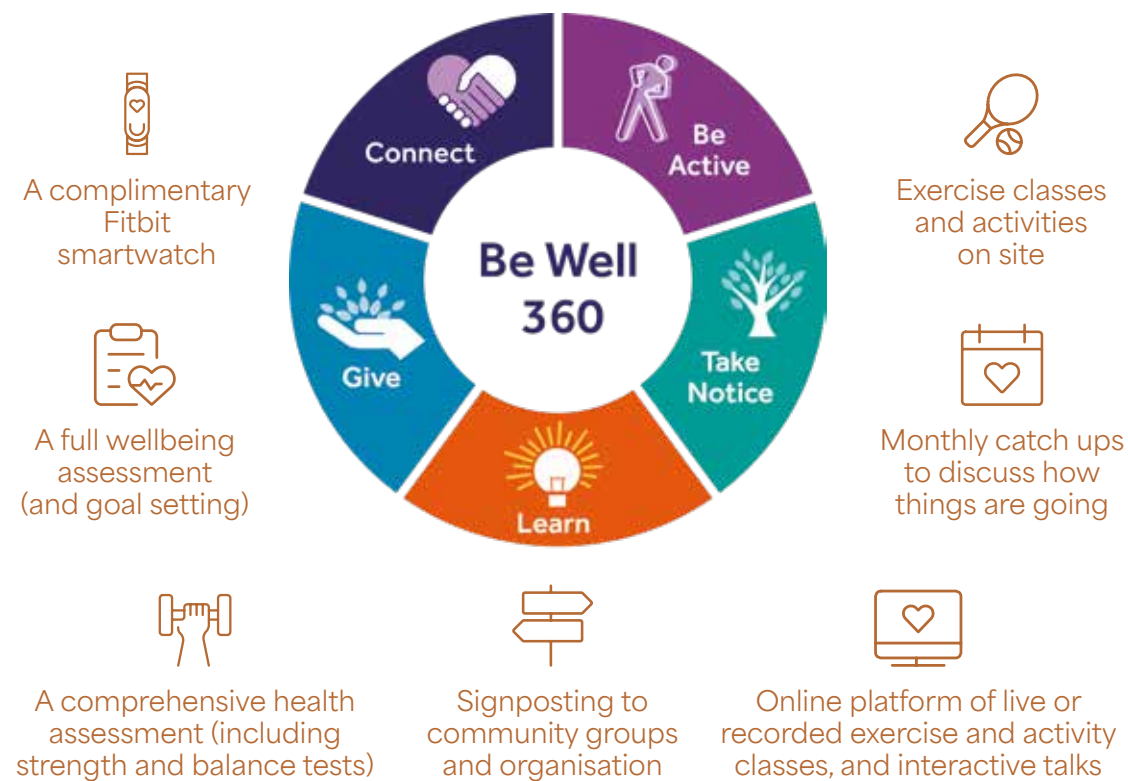 Connect
Be
Active
Be Well
360
Give
Take
Notice
Learn
A complimentary
Fitbit
smartwatch
Exercise classes
and activities
on site
A full wellbeing
assessment
(and goal setting)
Monthly catch ups
to discuss how
things are going
A comprehensive health
assessment (including
strength and balance tests)
Signposting to
community groups
and organisation
Online platform of live or
recorded exercise and activity
classes, and interactive talks